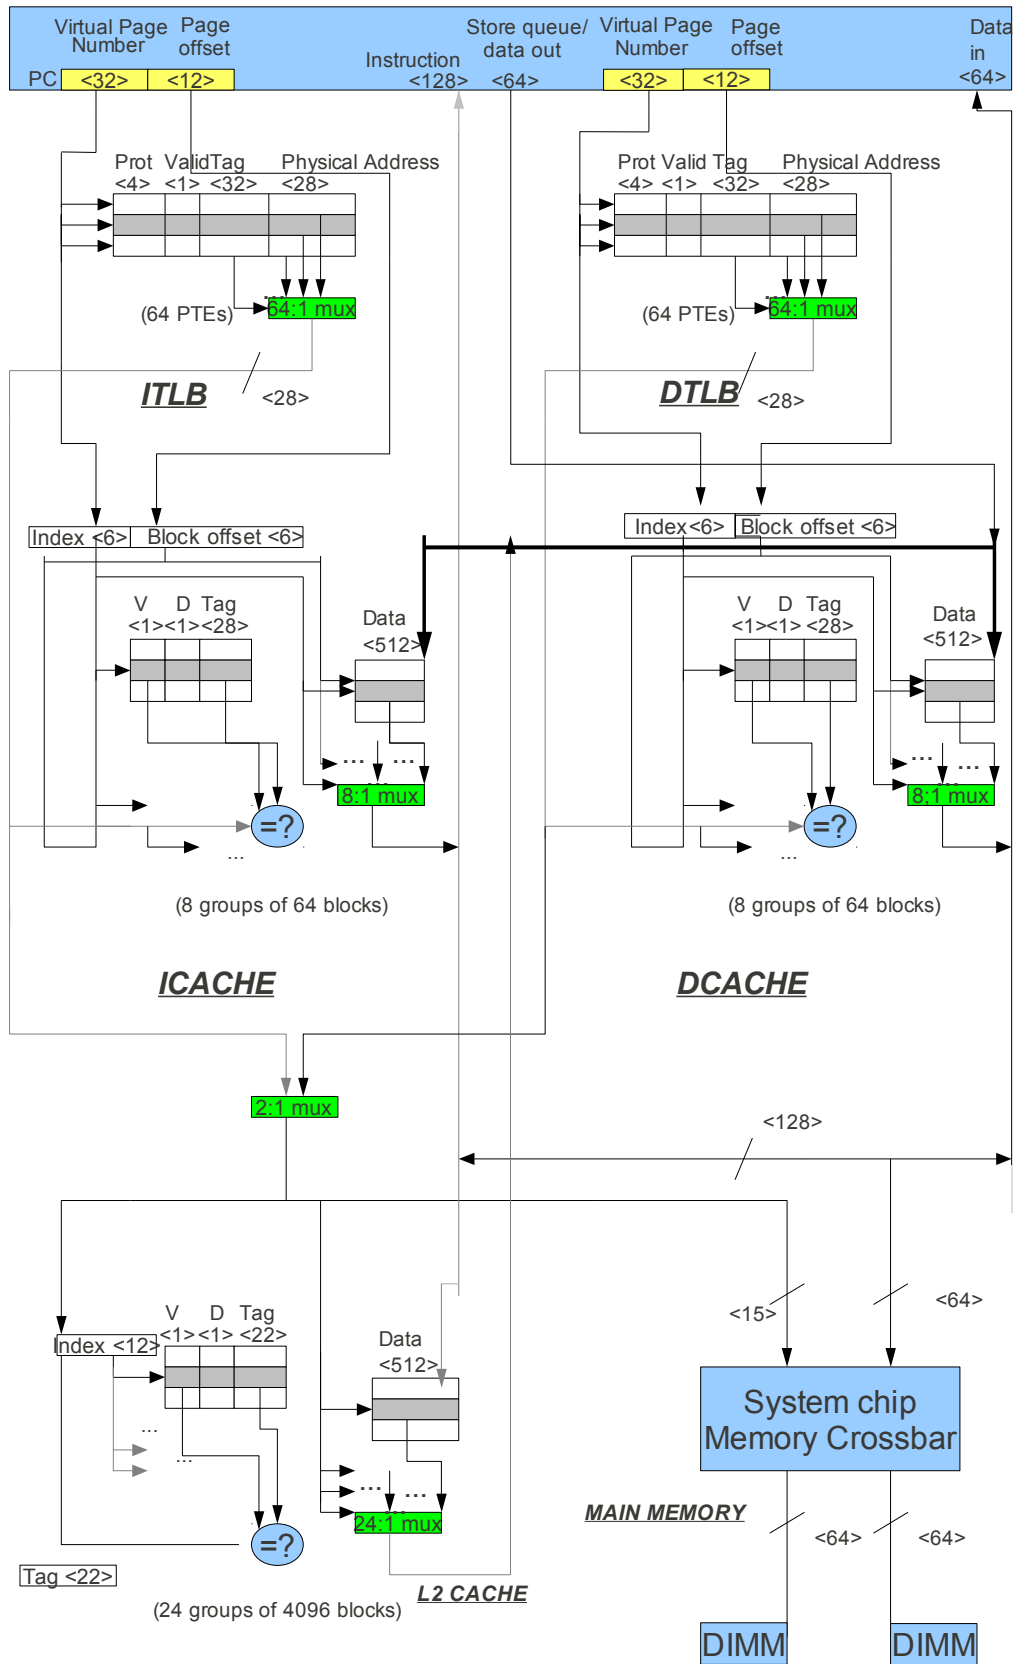 Virtual Page
Number
Page
offset
Instruction
<128>
Store queue/
data out
<64>
Virtual Page
Number
Page
offset
Data
in
<64>
PC
<32>
<12>
<32>
<12>
Prot ValidTag Physical Address
<4> <1> <32> <28>
Prot Valid Tag Physical Address
<4> <1> <32> <28>
...
64:1 mux
(64 PTEs)
...
64:1 mux
(64 PTEs)
ITLB
<28>
DTLB
<28>
Index <6> Block offset <6>
Index<6> Block offset <6>
V D Tag
<1> <1> <28>
Data
<512>
V D Tag
<1> <1> <28>
Data
<512>
... ...
...
8:1 mux
... ...
...
8;1 mux
=?
...
=?
...
(8 groups of 64 blocks)
(8 groups of 64 blocks)
ICACHE
DCACHE
2:1 mux
<128>
<15>
<64>
V D Tag
<1> <1> <22>
Index <12>
Data
<512>
System chip
Memory Crossbar
...
...
... ...
...
24:1 mux
MAIN MEMORY
<64>
<64>
=?
Tag <22>
L2 CACHE
(24 groups of 4096 blocks)
DIMM
DIMM